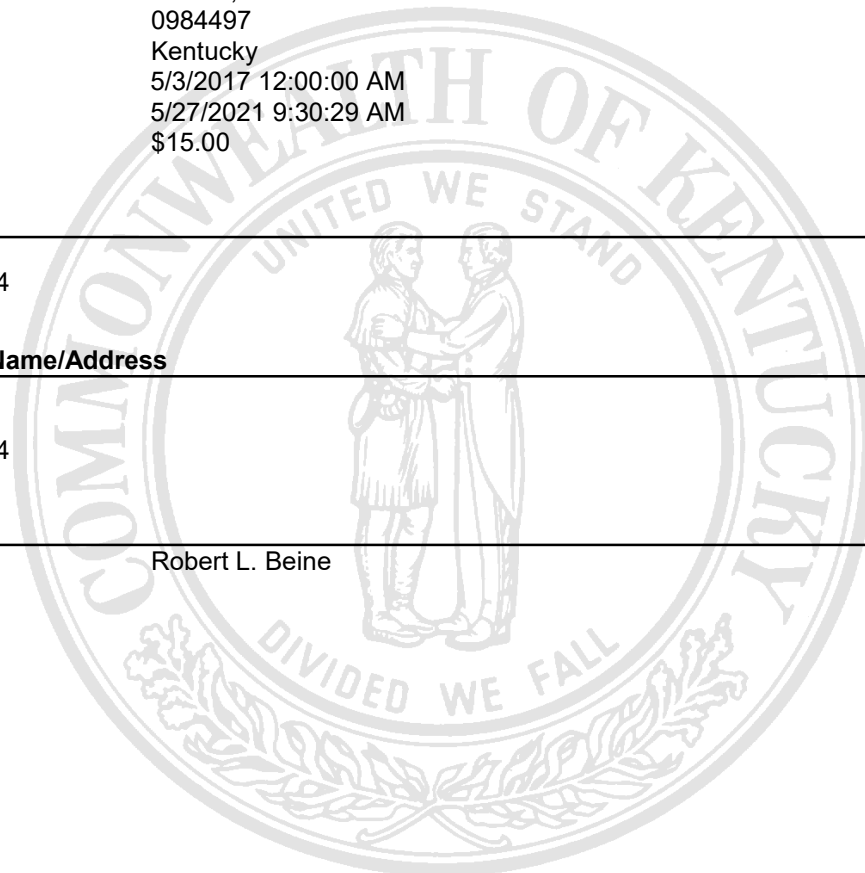 0984497
Kentucky
5/3/2017 12:00:00 AM
5/27/2021 9:30:29 AM
$15.00
COMMONWEALTH OF KENTUCKY
UNITED WE STAND
4
Name/Address
4
Robert L. Beine
DIVIDED WE FALL